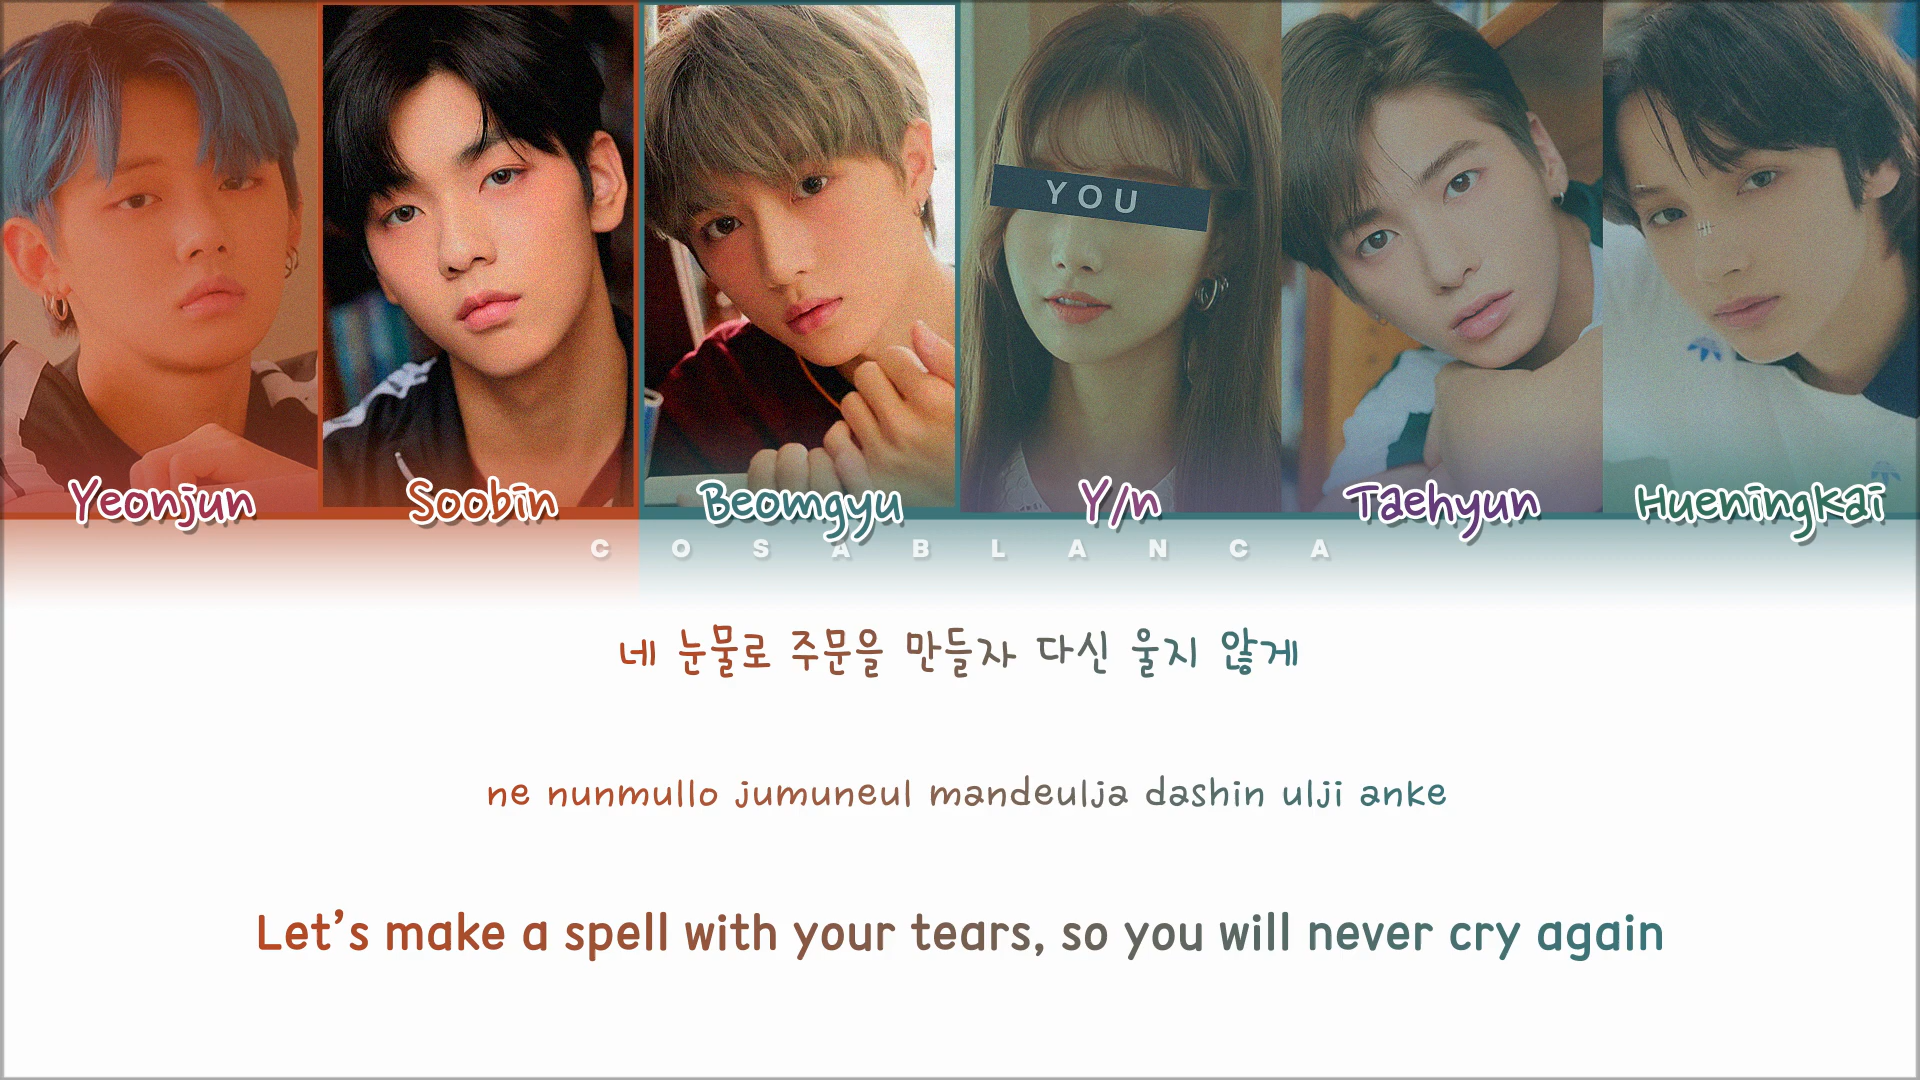 YOU
Yeonjun Soobin Beomgyu Y/n Taehyun Hueningkai
COSABLANCA
네 눈물로 주문을 만들자 다신 울지 않게
ne nunmullo jumuneul mandeulja dashin ulji anke
Let's make a spell with your tears, so you will never cry again